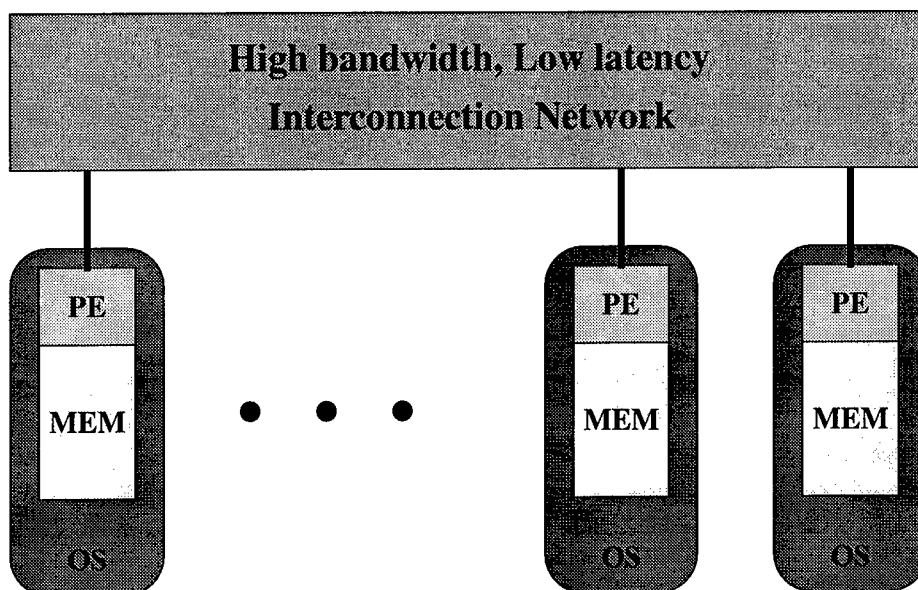 High bandwidth, Low latency
Interconnection Network
PE
PE
PE
MEM
MEM
MEM
OS
OS
OS